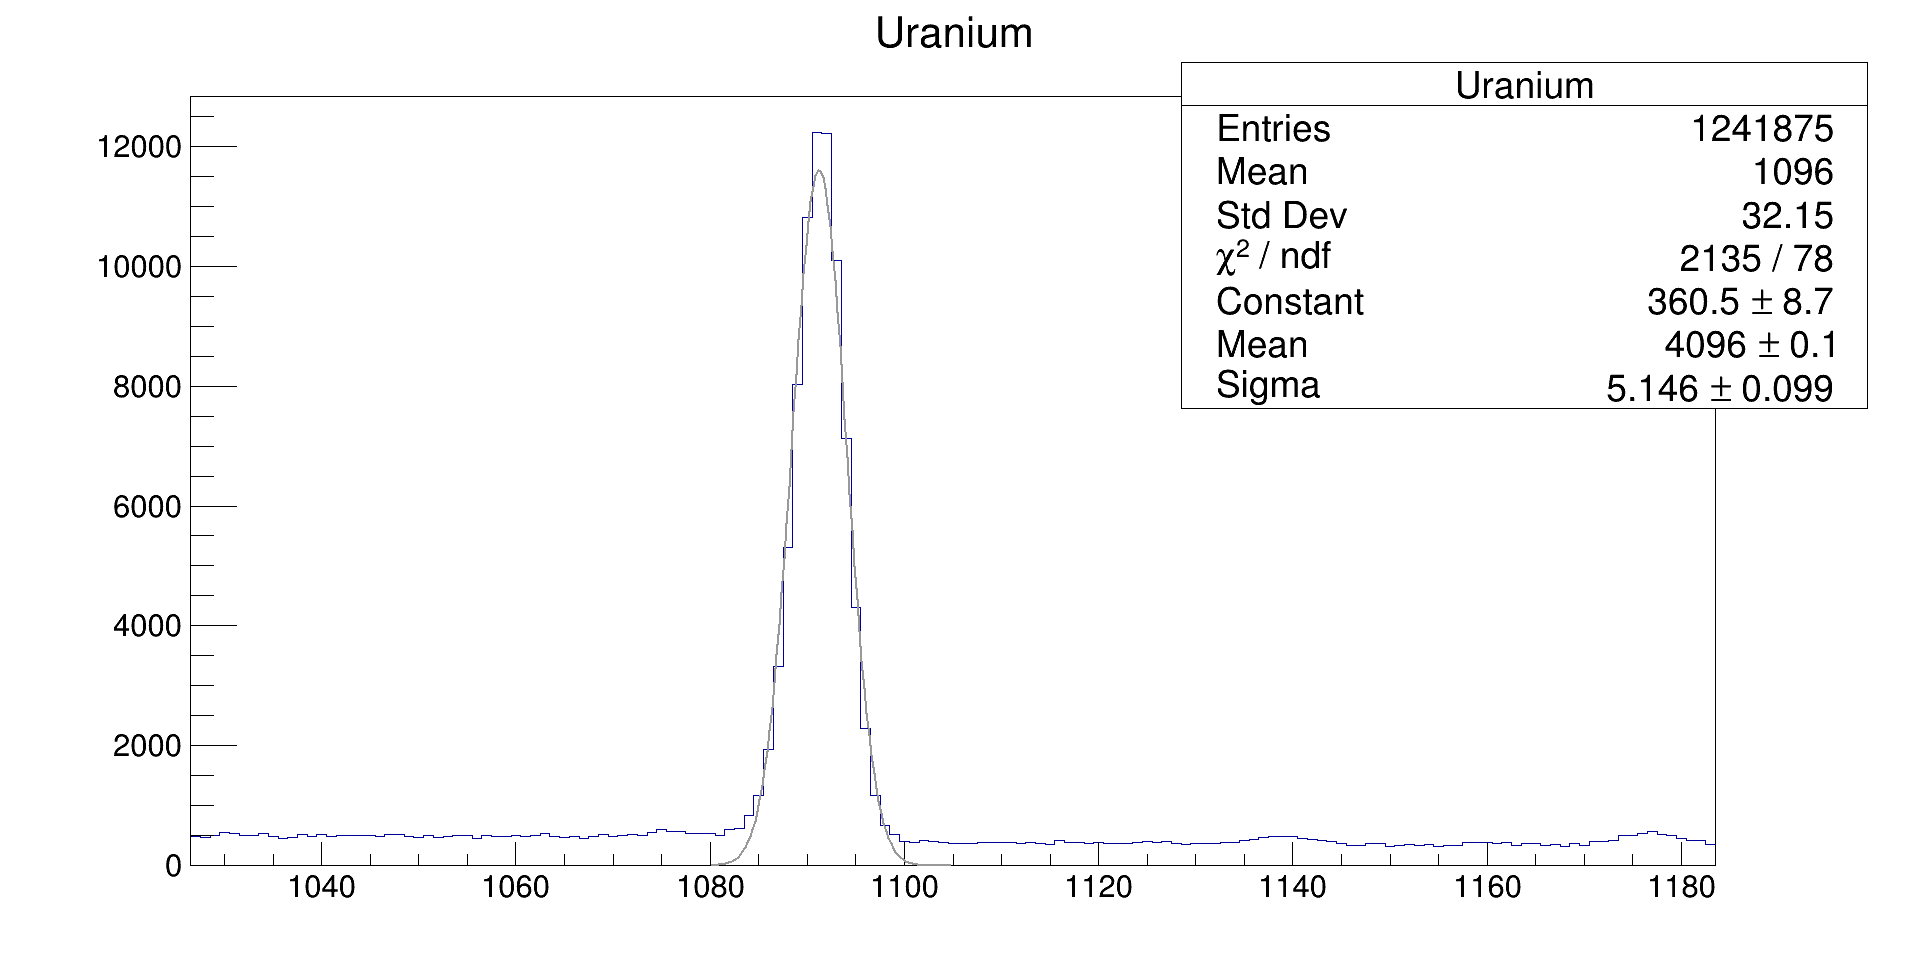 Uranium
Uranium
Entries 1241875
Mean 1096
Std Dev 32.15
χ² / ndf 2135 / 78
Constant 360.5 ± 8.7
Mean 4096 ± 0.1
Sigma 5.146 ± 0.099
12000
10000
8000
6000
4000
2000
0
1040 1060 1080 1100 1120 1140 1160 1180